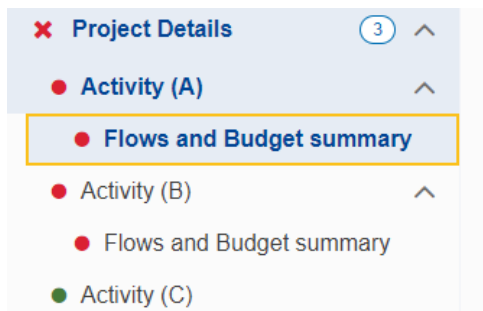 Project Details 3
Activity (A)
Flows and Budget summary
Activity (B)
Flows and Budget summary
Activity (C)